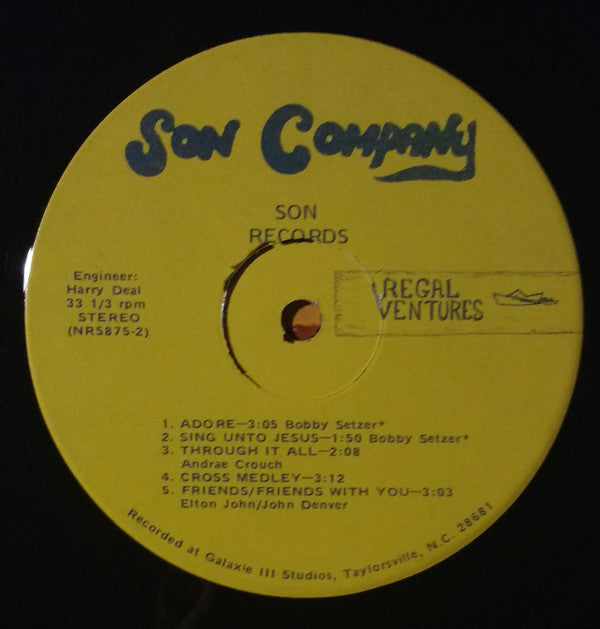 Son Company
SON
RECORDS
Engineer:
Harry Deal
33 1/3 rpm
STEREO
(NR5875-2)
REGAL
VENTURES
1. ADORE—3:05 Bobby Setzer*
2. SING UNTO JESUS—1:50 Bobby Setzer*
3. THROUGH IT ALL—2:08
Andrae Crouch
4. CROSS MEDLEY—3:12
5. FRIENDS/FRIENDS WITH YOU—3:03
Elton John/John Denver
Recorded at Galaxie III Studios, Taylorsville, N.C. 28681